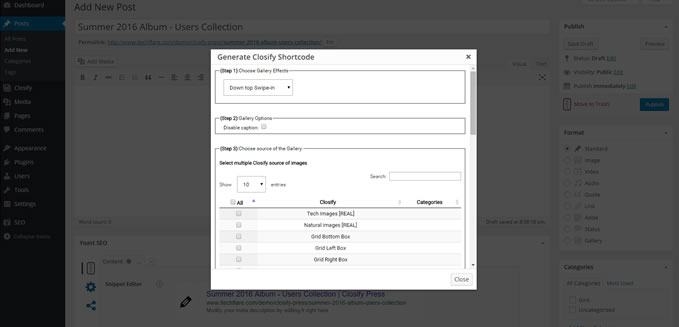 Dashboard
Posts
All Posts
Add New
Categories
Tags
Closify
Media
Pages
Comments
Appearance
Plugins
Users
Tools
Settings
SEO
Collapse menu
Add New Post
Summer 2016 Album - Users Collection
Permalink: http://www.techflare.com/demo/closify-press/summer-2016-album-users-collection/
Add Media
Visual
Text
Word count: 0
Draft saved at
Yoast SEO
Content
Snippet Editor
Summer 2016 Album - Users Collection | Closify Press
www.techflare.com/demo/closify-press/summer-2016-album-users-collection
Modify your meta description by editing it right here
Generate Closify Shortcode
×
(Step 1) Choose Gallery Effects
Down top Swipe-in
(Step 2) Gallery Options
Disable caption:
(Step 3) Choose source of the Gallery
Select multiple Closify source of images
Show 10 entries
Search:
All Closify Categories
Tech Images [REAL]
Natural images [REAL]
Grid Bottom Box
Grid Left Box
Grid Right Box
Close
Publish
Save Draft
Preview
Status: Draft Edit
Visibility: Public Edit
Publish immediately Edit
Move to Trash
Publish
Format
Standard
Image
Video
Audio
Quote
Link
Aside
Status
Gallery
Categories
All Categories
Most Used
Grid
Uncategorised